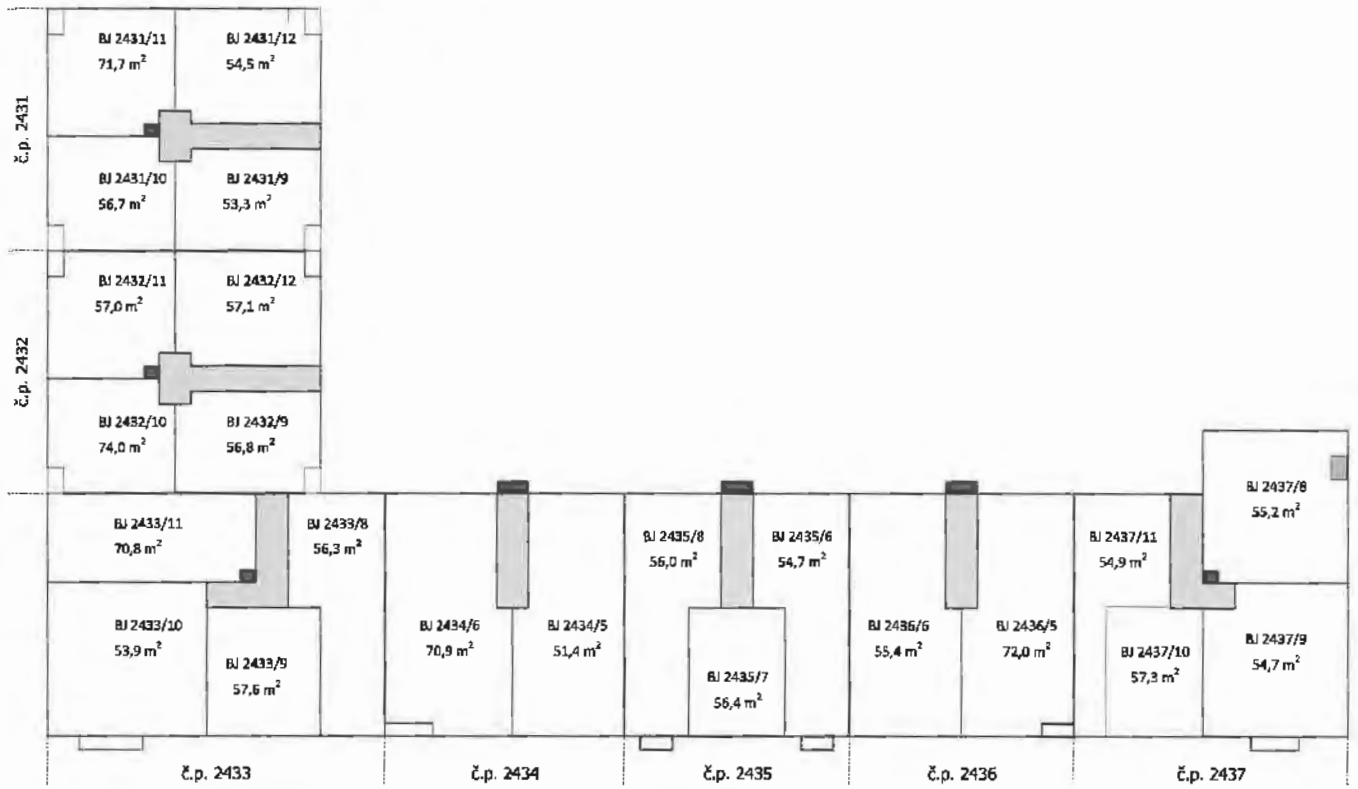 č.p. 2431
BJ 2431/11
71,7 m²
BJ 2431/12
54,5 m²
BJ 2431/10
56,7 m²
BJ 2431/9
53,3 m²
č.p. 2432
BJ 2432/11
57,0 m²
BJ 2432/12
57,1 m²
BJ 2432/10
74,0 m²
BJ 2432/9
56,8 m²
BJ 2433/11
70,8 m²
BJ 2433/8
56,3 m²
BJ 2433/10
53,9 m²
BJ 2433/9
57,6 m²
BJ 2434/6
70,9 m²
BJ 2434/5
51,4 m²
BJ 2435/8
56,0 m²
BJ 2435/6
54,7 m²
BJ 2435/7
56,4 m²
BJ 2436/6
55,4 m²
BJ 2436/5
72,0 m²
BJ 2437/11
54,9 m²
BJ 2437/8
55,2 m²
BJ 2437/10
57,3 m²
BJ 2437/9
54,7 m²
č.p. 2433
č.p. 2434
č.p. 2435
č.p. 2436
č.p. 2437